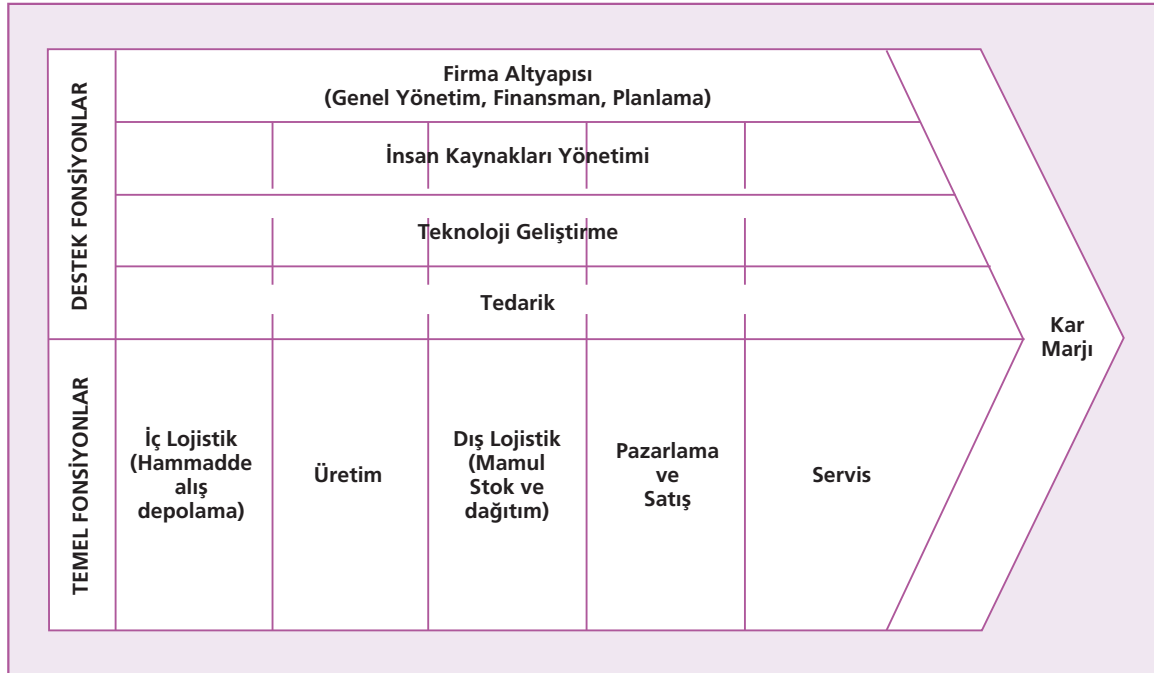 DESTEK FONSİYONLAR
Firma Altyapısı
(Genel Yönetim, Finansman, Planlama)
İnsan Kaynakları Yönetimi
Teknoloji Geliştirme
Tedarik
Kar
Marjı
TEMEL FONSİYONLAR
İç Lojistik
(Hammadde
alış
depolama)
Üretim
Dış Lojistik
(Mamul
Stok ve
dağıtım)
Pazarlama
ve
Satış
Servis